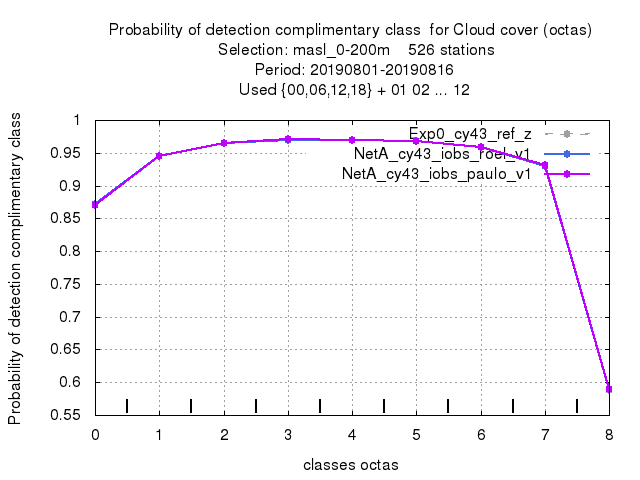 Probability of detection complimentary class for Cloud cover (octas)
Selection: masl_0-200m 526 stations
Period: 20190801-20190816
Used {00,06,12,18} + 01 02 ... 12
Probability of detection complimentary class
Exp0_cy43_ref_z
NetA_cy43_iobs_roel_v1
NetA_cy43_iobs_paulo_v1
1
0.95
0.9
0.85
0.8
0.75
0.7
0.65
0.6
0.55
0 1 2 3 4 5 6 7 8
classes octas